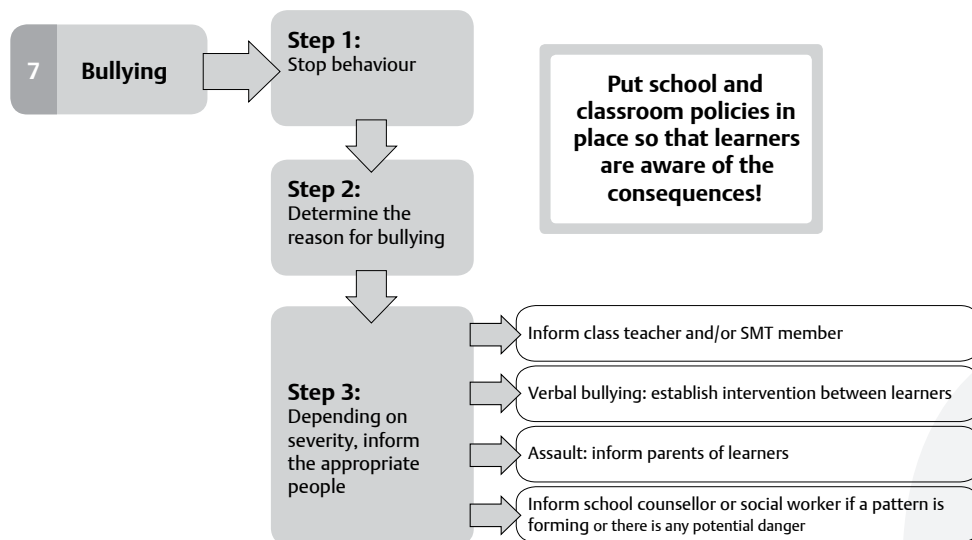 7
Bullying
Step 1:
Stop behaviour
Put school and
classroom policies in
place so that learners
are aware of the
consequences!
Step 2:
Determine the
reason for bullying
Step 3:
Depending on
severity, inform
the appropriate
people
Inform class teacher and/or SMT member
Verbal bullying: establish intervention between learners
Assault: inform parents of learners
Inform school counsellor or social worker if a pattern is
forming or there is any potential danger